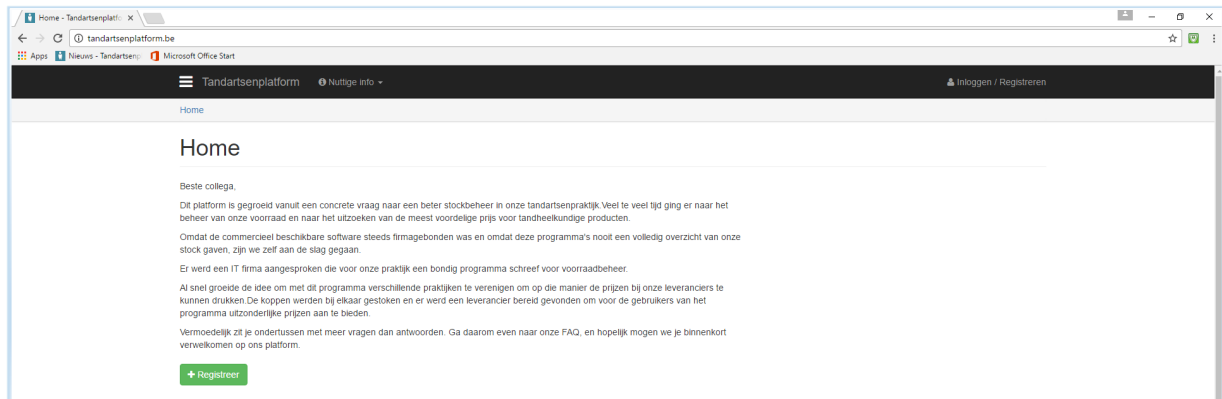 Home - Tandartsenplatfo
tandartsenplatform.be
Apps Nieuws - Tandartsenp Microsoft Office Start
Tandartsenplatform Nuttige info Inloggen / Registreren
Home
Home
Beste collega,
Dit platform is gegroeid vanuit een concrete vraag naar een beter stockbeheer in onze tandartsenpraktijk.Veel te veel tijd ging er naar het
beheer van onze voorraad en naar het uitzoeken van de meest voordelige prijs voor tandheelkundige producten.
Omdat de commercieel beschikbare software steeds firmagebonden was en omdat deze programma's nooit een volledig overzicht van onze
stock gaven, zijn we zelf aan de slag gegaan.
Er werd een IT firma aangesproken die voor onze praktijk een bondig programma schreef voor voorraadbeheer.
Al snel groeide de idee om met dit programma verschillende praktijken te verenigen om op die manier de prijzen bij onze leveranciers te
kunnen drukken.De koppen werden bij elkaar gestoken en er werd een leverancier bereid gevonden om voor de gebruikers van het
programma uitzonderlijke prijzen aan te bieden.
Vermoedelijk zit je ondertussen met meer vragen dan antwoorden. Ga daarom even naar onze FAQ, en hopelijk mogen we je binnenkort
verwelkomen op ons platform.
+ Registreer